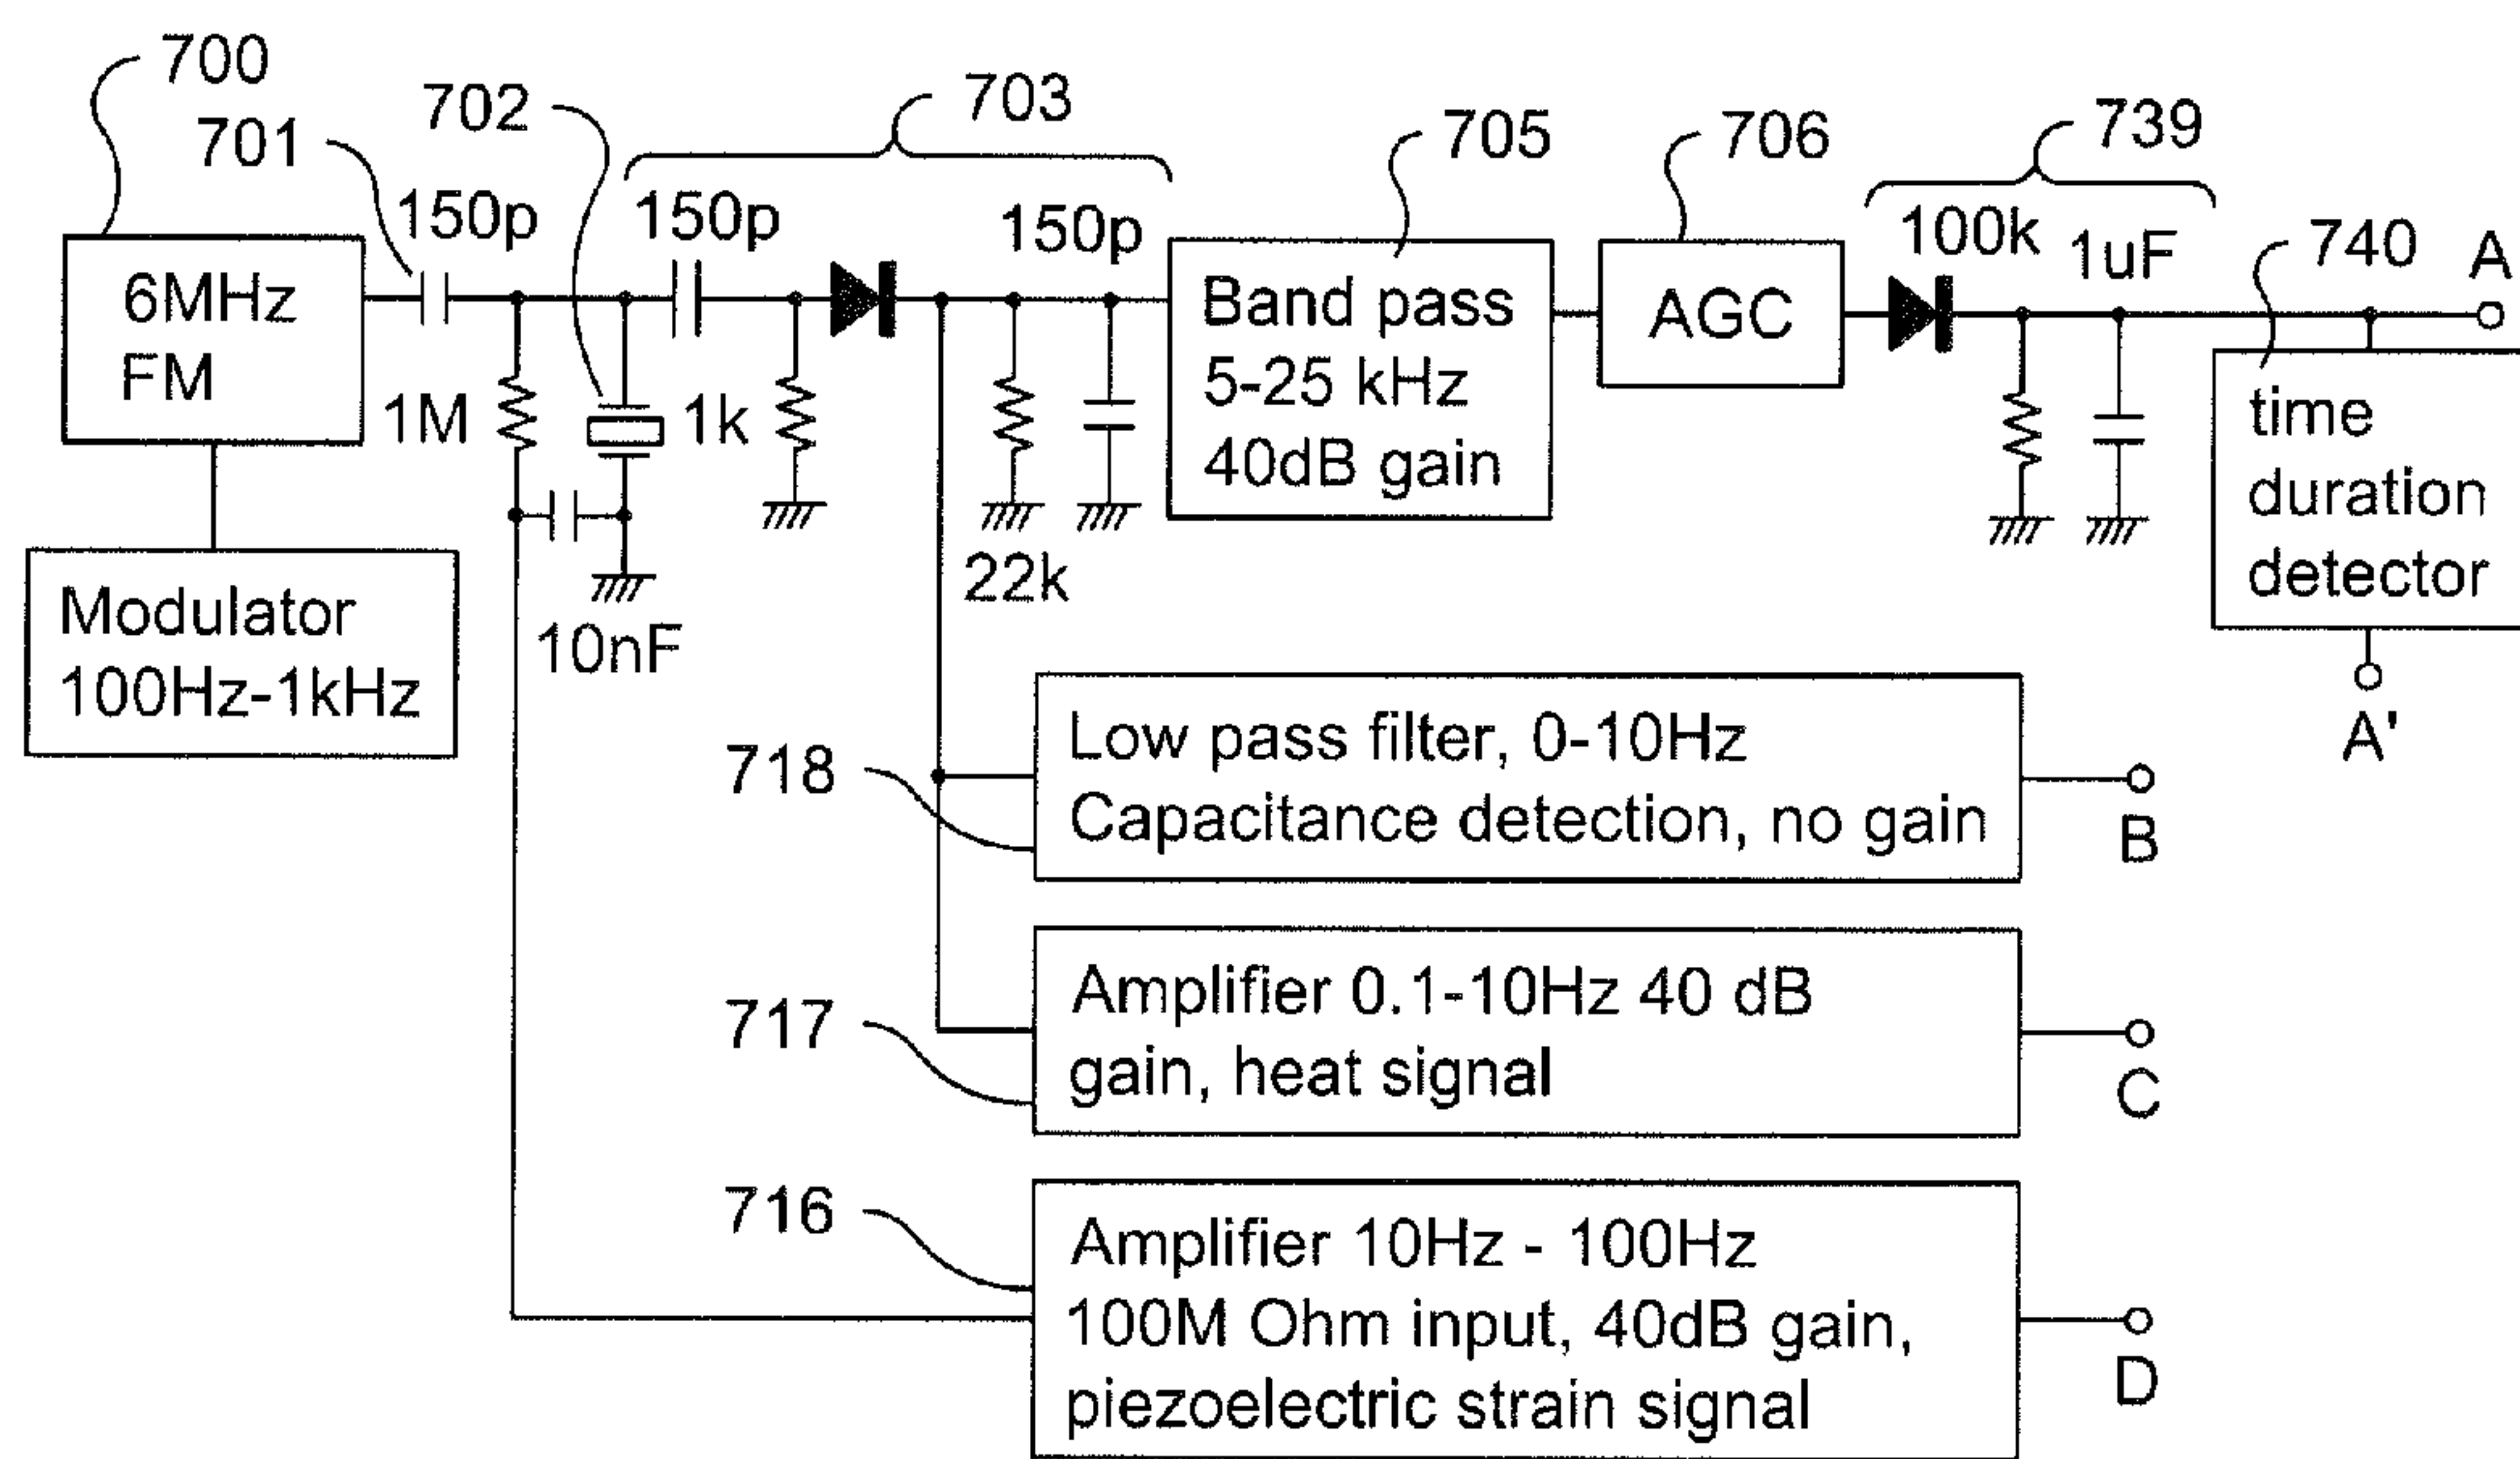 700
701
702
703
705
706
739
740
150p
150p
150p
100k
1uF
A
6MHz
FM
Band pass
5-25 kHz
40dB gain
AGC
time
duration
detector
1M
1k
22k
10nF
Modulator
100Hz-1kHz
A'
718
Low pass filter, 0-10Hz
Capacitance detection, no gain
B
717
Amplifier 0.1-10Hz 40 dB
gain, heat signal
C
716
Amplifier 10Hz - 100Hz
100M Ohm input, 40dB gain,
piezoelectric strain signal
D